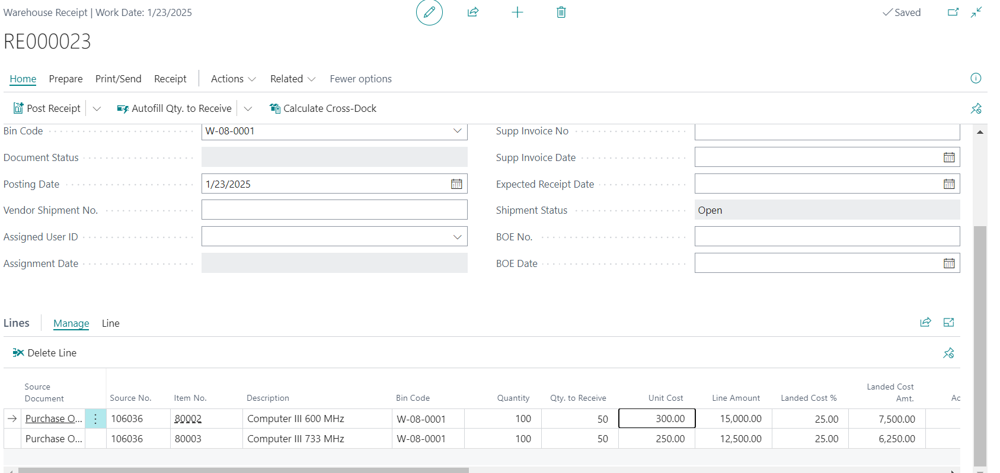 Warehouse Receipt | Work Date: 1/23/2025
Saved
RE000023
Home Prepare Print/Send Receipt Actions Related Fewer options
Post Receipt Autofill Qty. to Receive Calculate Cross-Dock
Bin Code W-08-0001 Supp Invoice No
Document Status Supp Invoice Date
Posting Date 1/23/2025 Expected Receipt Date
Vendor Shipment No. Shipment Status Open
Assigned User ID BOE No.
Assignment Date BOE Date
Lines Manage Line
Delete Line
Source Document Source No. Item No. Description Bin Code Quantity Qty. to Receive Unit Cost Line Amount Landed Cost % Landed Cost Amt. Ac
Purchase O... 106036 80002 Computer III 600 MHz W-08-0001 100 50 300.00 15,000.00 25.00 7,500.00
Purchase O... 106036 80003 Computer III 733 MHz W-08-0001 100 50 250.00 12,500.00 25.00 6,250.00